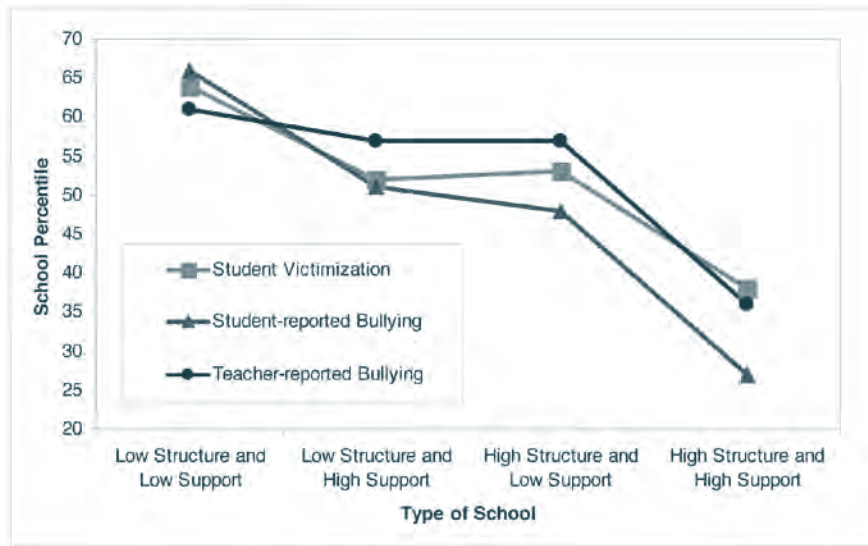 70
65
60
55
50
45
40
35
30
25
20
School Percentile
Student Victimization
Student-reported Bullying
Teacher-reported Bullying
Low Structure and
Low Support
Low Structure and
High Support
High Structure and
Low Support
High Structure and
High Support
Type of School